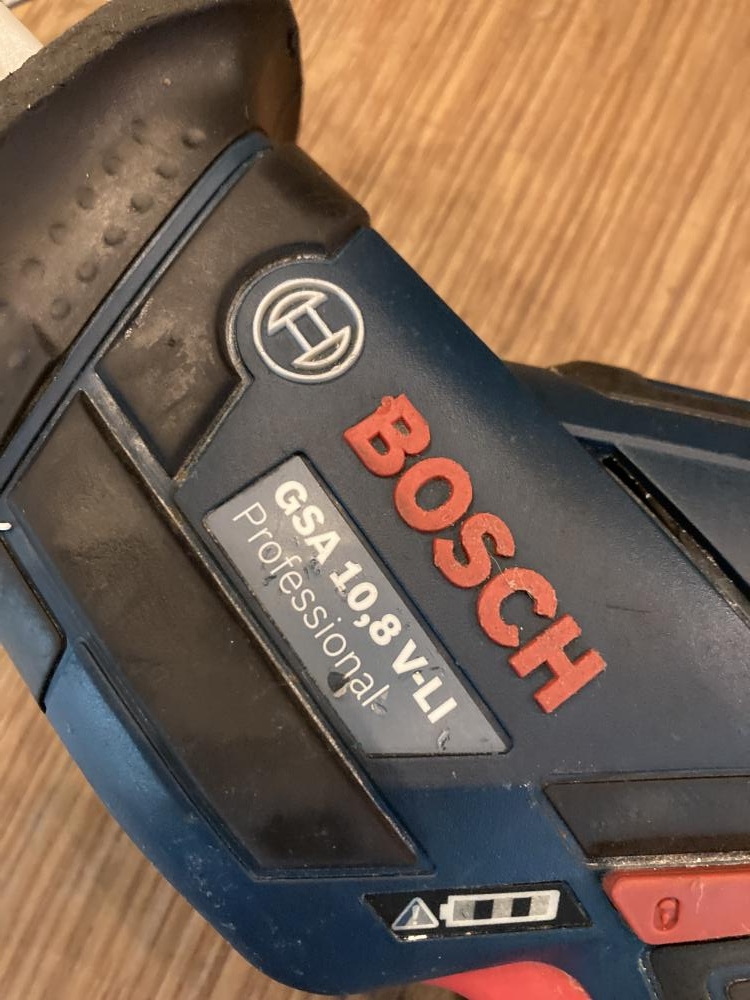 BOSCH
GSA 10,8 V-LI
Professional